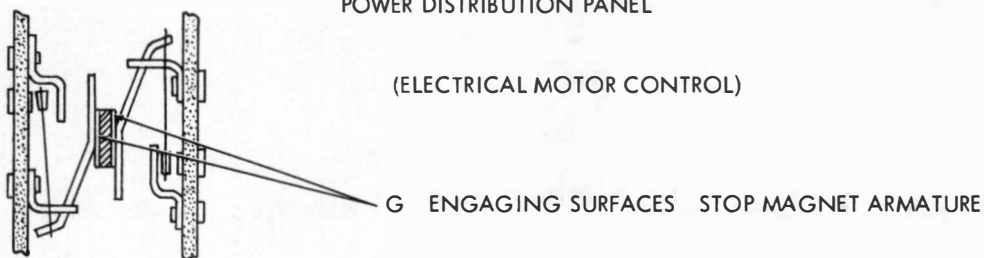 POWER DISTRIBUTION PANEL
(ELECTRICAL MOTOR CONTROL)
G ENGAGING SURFACES STOP MAGNET ARMATURE